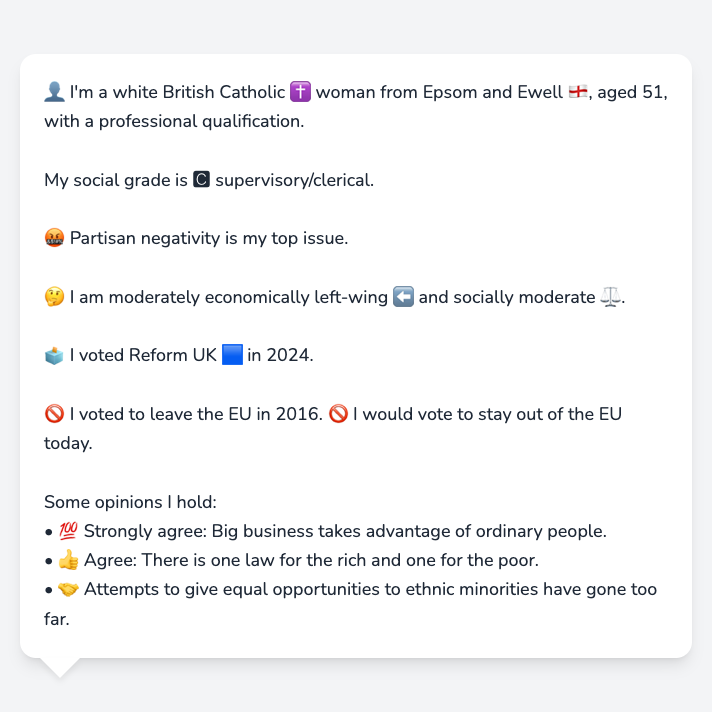 👤 I'm a white British Catholic ✝️ woman from Epsom and Ewell 🏴󠁧󠁢󠁥󠁮󠁧󠁿, aged 51,
with a professional qualification.
My social grade is 🅲 supervisory/clerical.
🤬 Partisan negativity is my top issue.
🤔 I am moderately economically left-wing ⬅️ and socially moderate ⚖️.
🗳️ I voted Reform UK 🟦 in 2024.
🚫 I voted to leave the EU in 2016. 🚫 I would vote to stay out of the EU
today.
Some opinions I hold:
• 💯 Strongly agree: Big business takes advantage of ordinary people.
• 👍 Agree: There is one law for the rich and one for the poor.
• 🤝 Attempts to give equal opportunities to ethnic minorities have gone too
far.